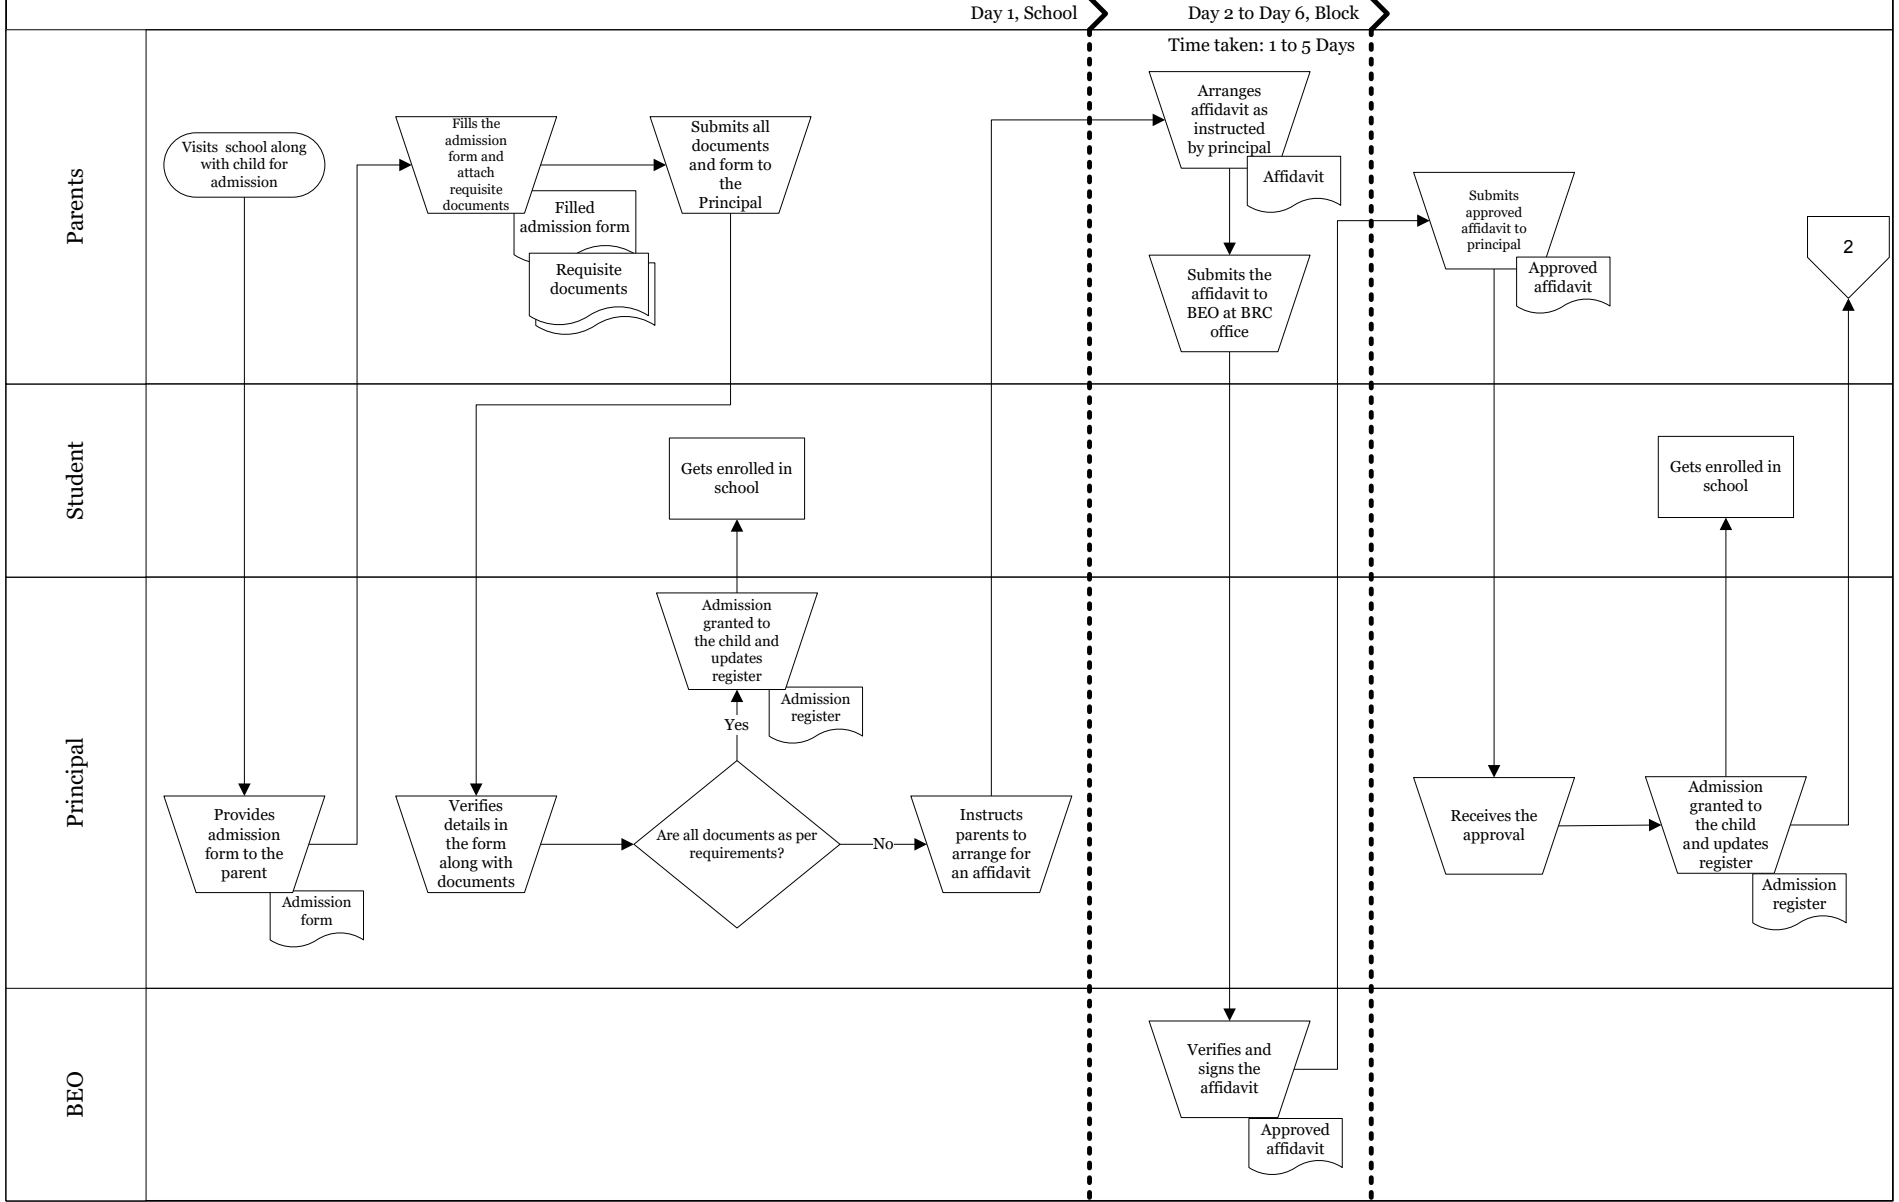 Day 1, School
Day 2 to Day 6, Block
Time taken: 1 to 5 Days
Parents
Visits  school along
with child for
admission
Fills the
admission
form and
attach
requisite
documents
Filled
admission form
Requisite
documents
Submits all
documents
and form to
the
Principal
Arranges
affidavit as
instructed
by principal
Affidavit
Submits the
affidavit to
BEO at BRC
office
Submits
approved
affidavit to
principal
Approved
affidavit
2
Student
Gets enrolled in
school
Gets enrolled in
school
Principal
Provides
admission
form to the
parent
Admission
form
Verifies
details in
the form
along with
documents
Are all documents as per
requirements?
Yes
Admission
granted to
the child and
updates
register
Admission
register
No
Instructs
parents to
arrange for
an affidavit
Receives the
approval
Admission
granted to
the child
and updates
register
Admission
register
BEO
Verifies and
signs the
affidavit
Approved
affidavit